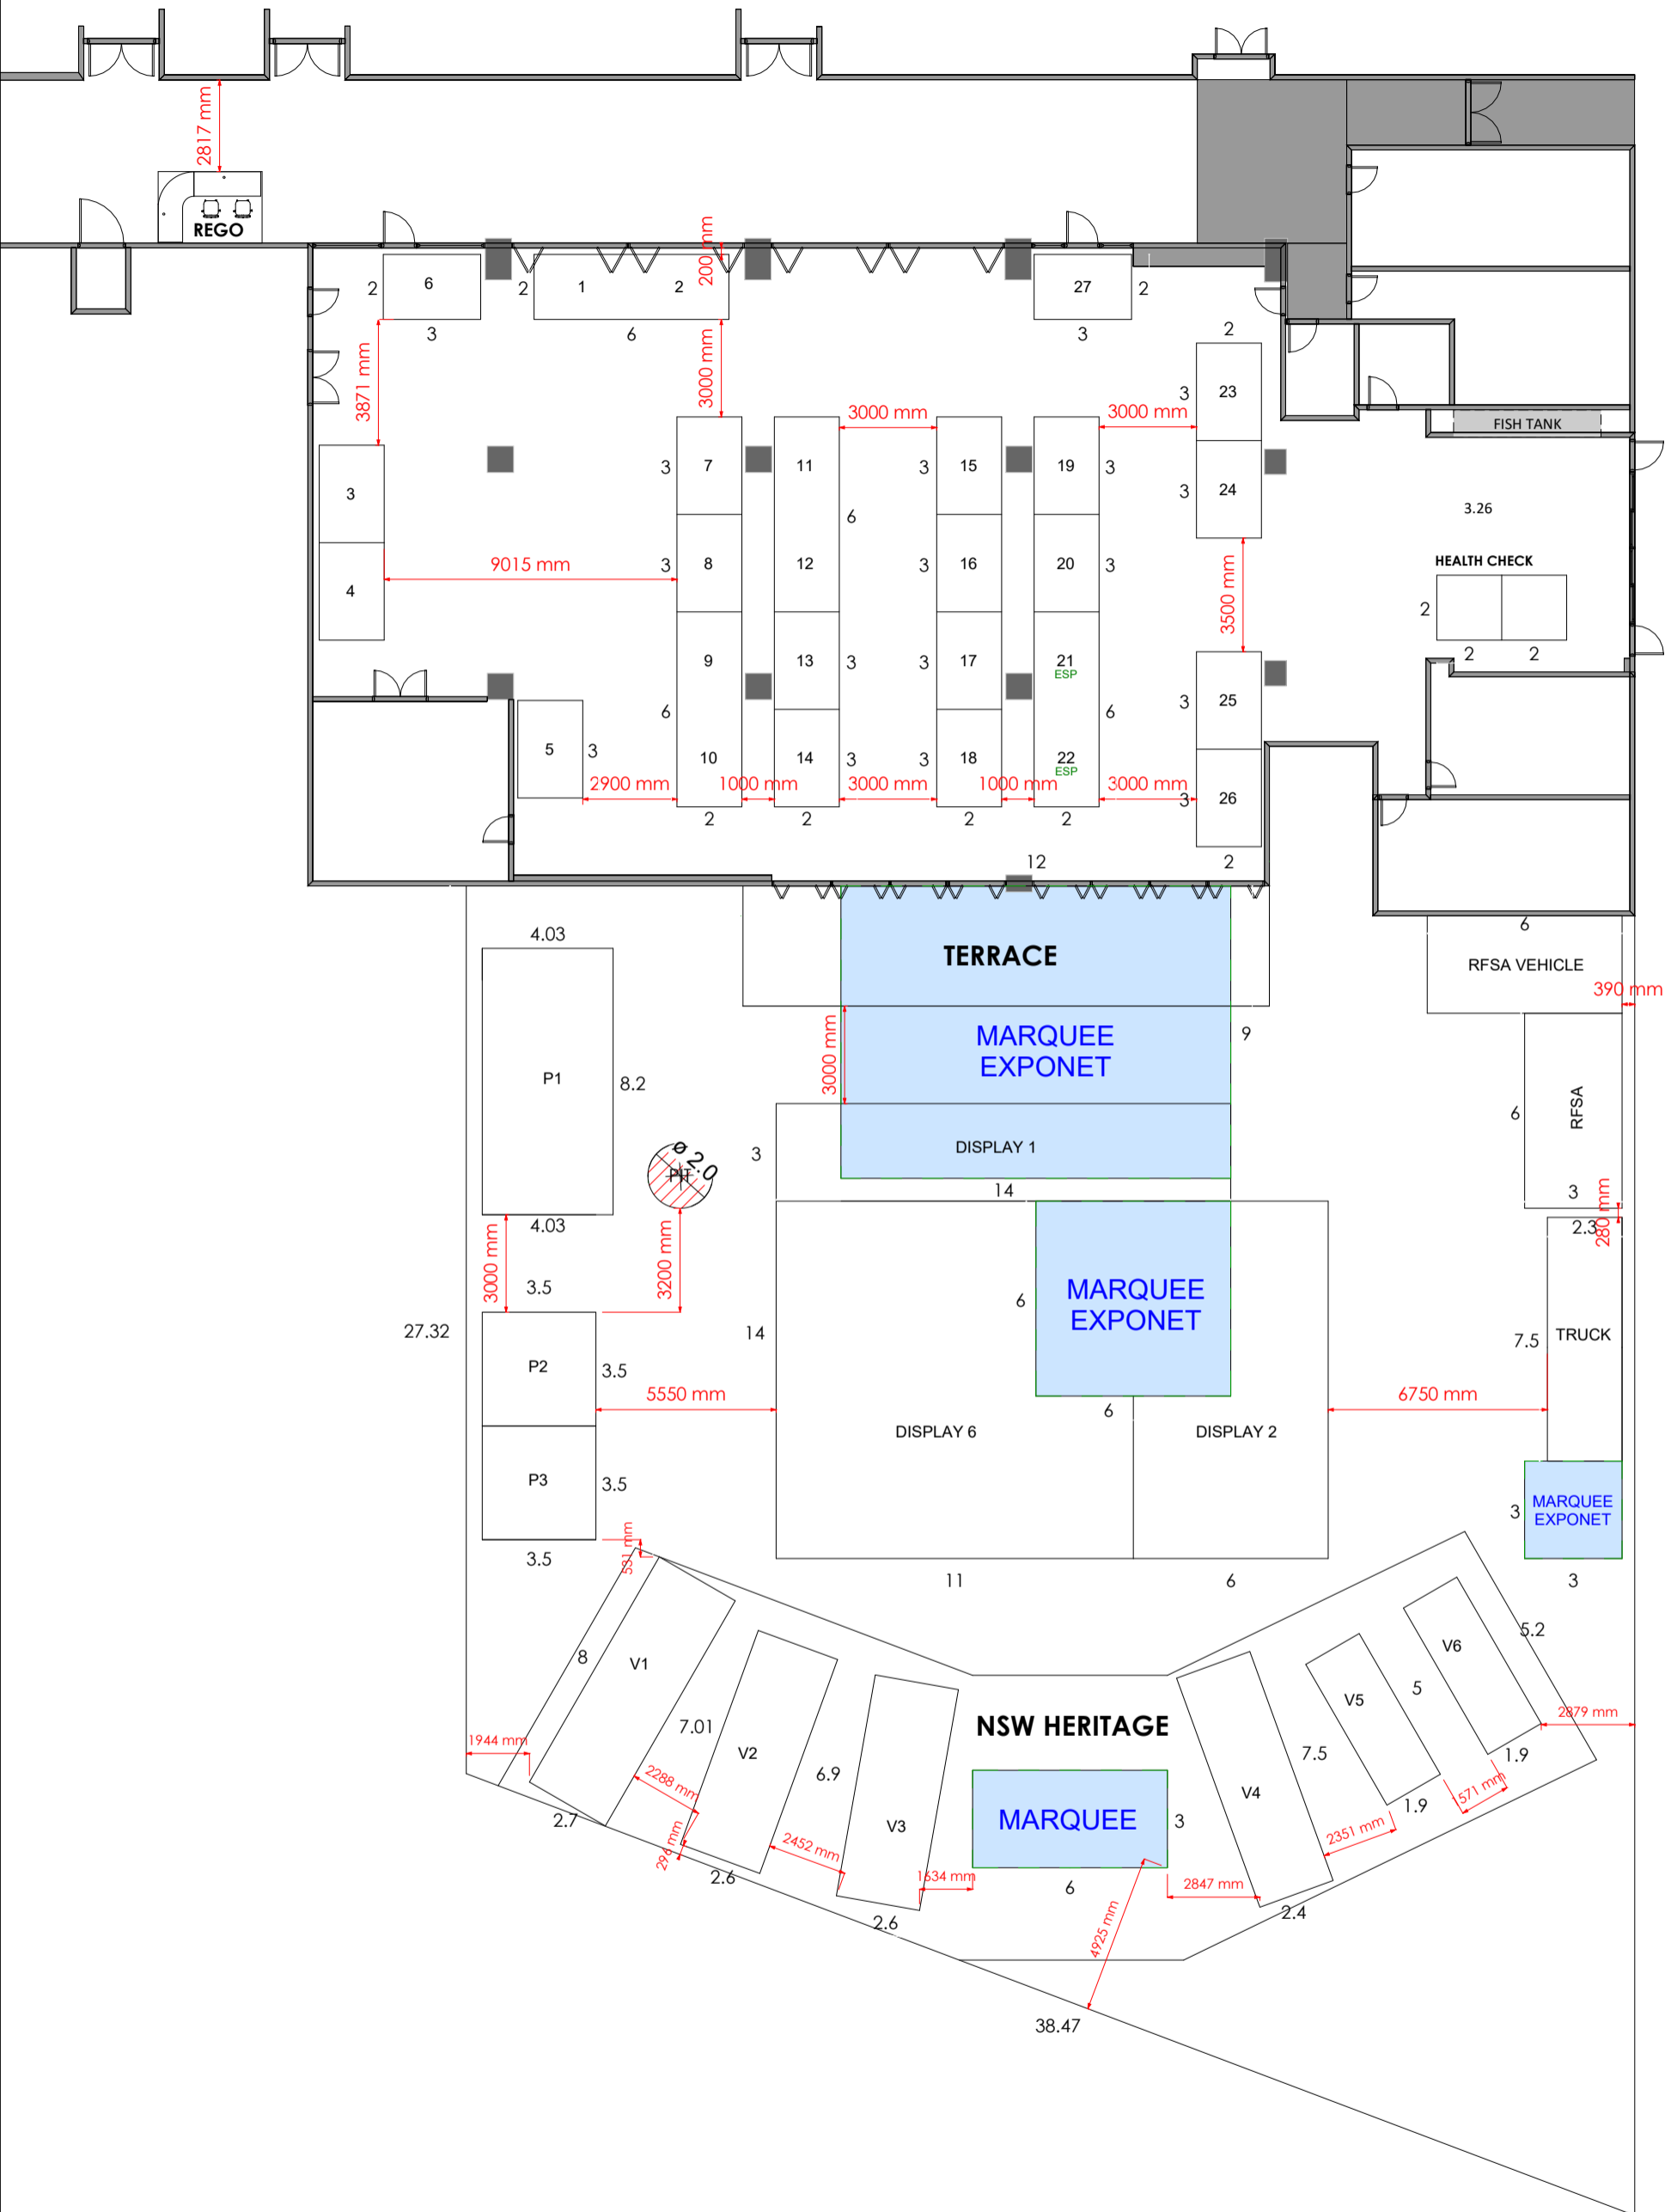 2817 mm
REGO
200 mm
2
6
2
1
2
27
2
3
6
3
2
3871 mm
3000 mm
3
23
3000 mm
3000 mm
FISH TANK
3
7
11
3
15
19
3
3
24
3
6
3.26
9015 mm
3
8
12
3
16
20
3
HEALTH CHECK
4
3500 mm
2
2
2
9
13
3
3
17
21
ESP
6
6
3
25
5
3
10
14
3
3
18
22
ESP
2900 mm
1000 mm
3000 mm
1000 mm
3000 mm
3
26
2
2
2
2
12
2
4.03
TERRACE
6
RFSA VEHICLE
390 mm
MARQUEE
EXPONET
3000 mm
9
P1
8.2
RFSA
6
DISPLAY 1
3
ø 2.0
PIT
14
3
4.03
2.3
280 mm
3000 mm
3200 mm
3.5
MARQUEE
EXPONET
6
27.32
14
TRUCK
7.5
P2
3.5
5550 mm
6750 mm
6
DISPLAY 6
DISPLAY 2
P3
3.5
MARQUEE
EXPONET
3
531 mm
3.5
11
6
3
8
V1
V6
5.2
V5
5
NSW HERITAGE
7.01
1944 mm
2879 mm
V2
7.5
1.9
2288 mm
6.9
V4
571 mm
2.7
V3
MARQUEE
3
1.9
296 mm
2452 mm
2351 mm
2.6
1634 mm
6
2847 mm
2.6
2.4
4925 mm
38.47